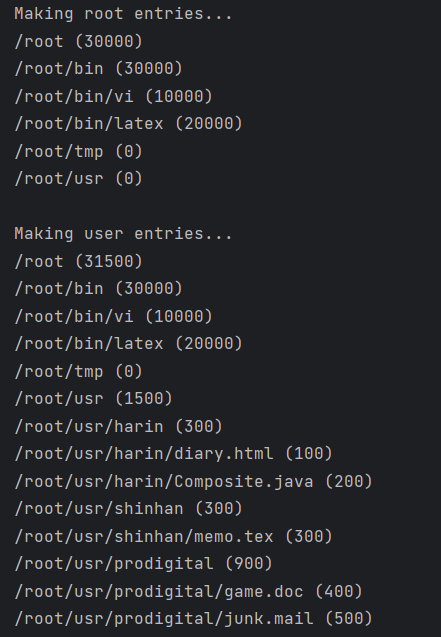 Making root entries...
/root (30000)
/root/bin (30000)
/root/bin/vi (10000)
/root/bin/latex (20000)
/root/tmp (0)
/root/usr (0)
Making user entries...
/root (31500)
/root/bin (30000)
/root/bin/vi (10000)
/root/bin/latex (20000)
/root/tmp (0)
/root/usr (1500)
/root/usr/harin (300)
/root/usr/harin/diary.html (100)
/root/usr/harin/Composite.java (200)
/root/usr/shinhan (300)
/root/usr/shinhan/memo.tex (300)
/root/usr/prodigital (900)
/root/usr/prodigital/game.doc (400)
/root/usr/prodigital/junk.mail (500)